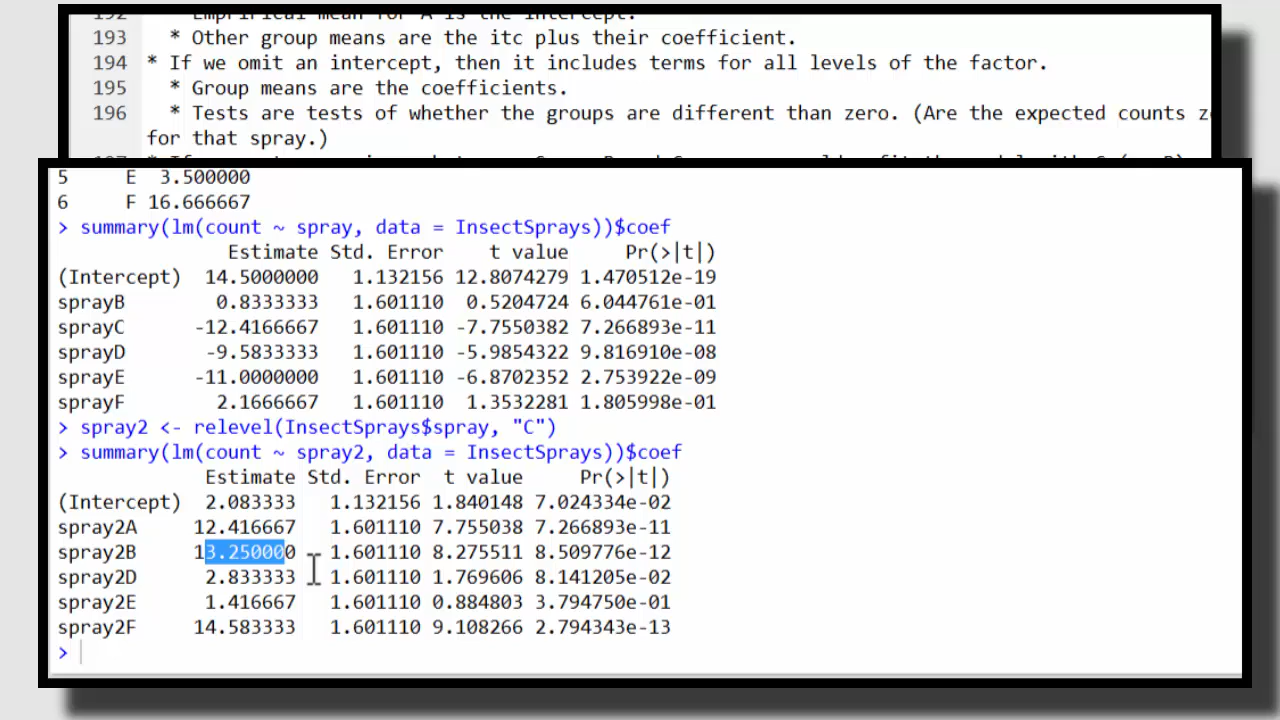 192 * Empirical mean for A is the intercept.
193 * Other group means are the itc plus their coefficient.
194 * If we omit an intercept, then it includes terms for all levels of the factor.
195 * Group means are the coefficients.
196 * Tests are tests of whether the groups are different than zero. (Are the expected counts z
for that spray.)
5 E 3.500000
6 F 16.666667
> summary(lm(count ~ spray, data = InsectSprays))$coef
Estimate Std. Error t value Pr(>|t|)
(Intercept) 14.5000000 1.132156 12.8074279 1.470512e-19
sprayB 0.8333333 1.601110 0.5204724 6.044761e-01
sprayC -12.4166667 1.601110 -7.7550382 7.266893e-11
sprayD -9.5833333 1.601110 -5.9854322 9.816910e-08
sprayE -11.0000000 1.601110 -6.8702352 2.753922e-09
sprayF 2.1666667 1.601110 1.3532281 1.805998e-01
> spray2 <- relevel(InsectSprays$spray, "C")
> summary(lm(count ~ spray2, data = InsectSprays))$coef
Estimate Std. Error t value Pr(>|t|)
(Intercept) 2.083333 1.132156 1.840148 7.024334e-02
spray2A 12.416667 1.601110 7.755038 7.266893e-11
spray2B 13.250000 1.601110 8.275511 8.509776e-12
spray2D 2.833333 1.601110 1.769606 8.141205e-02
spray2E 1.416667 1.601110 0.884803 3.794750e-01
spray2F 14.583333 1.601110 9.108266 2.794343e-13
>